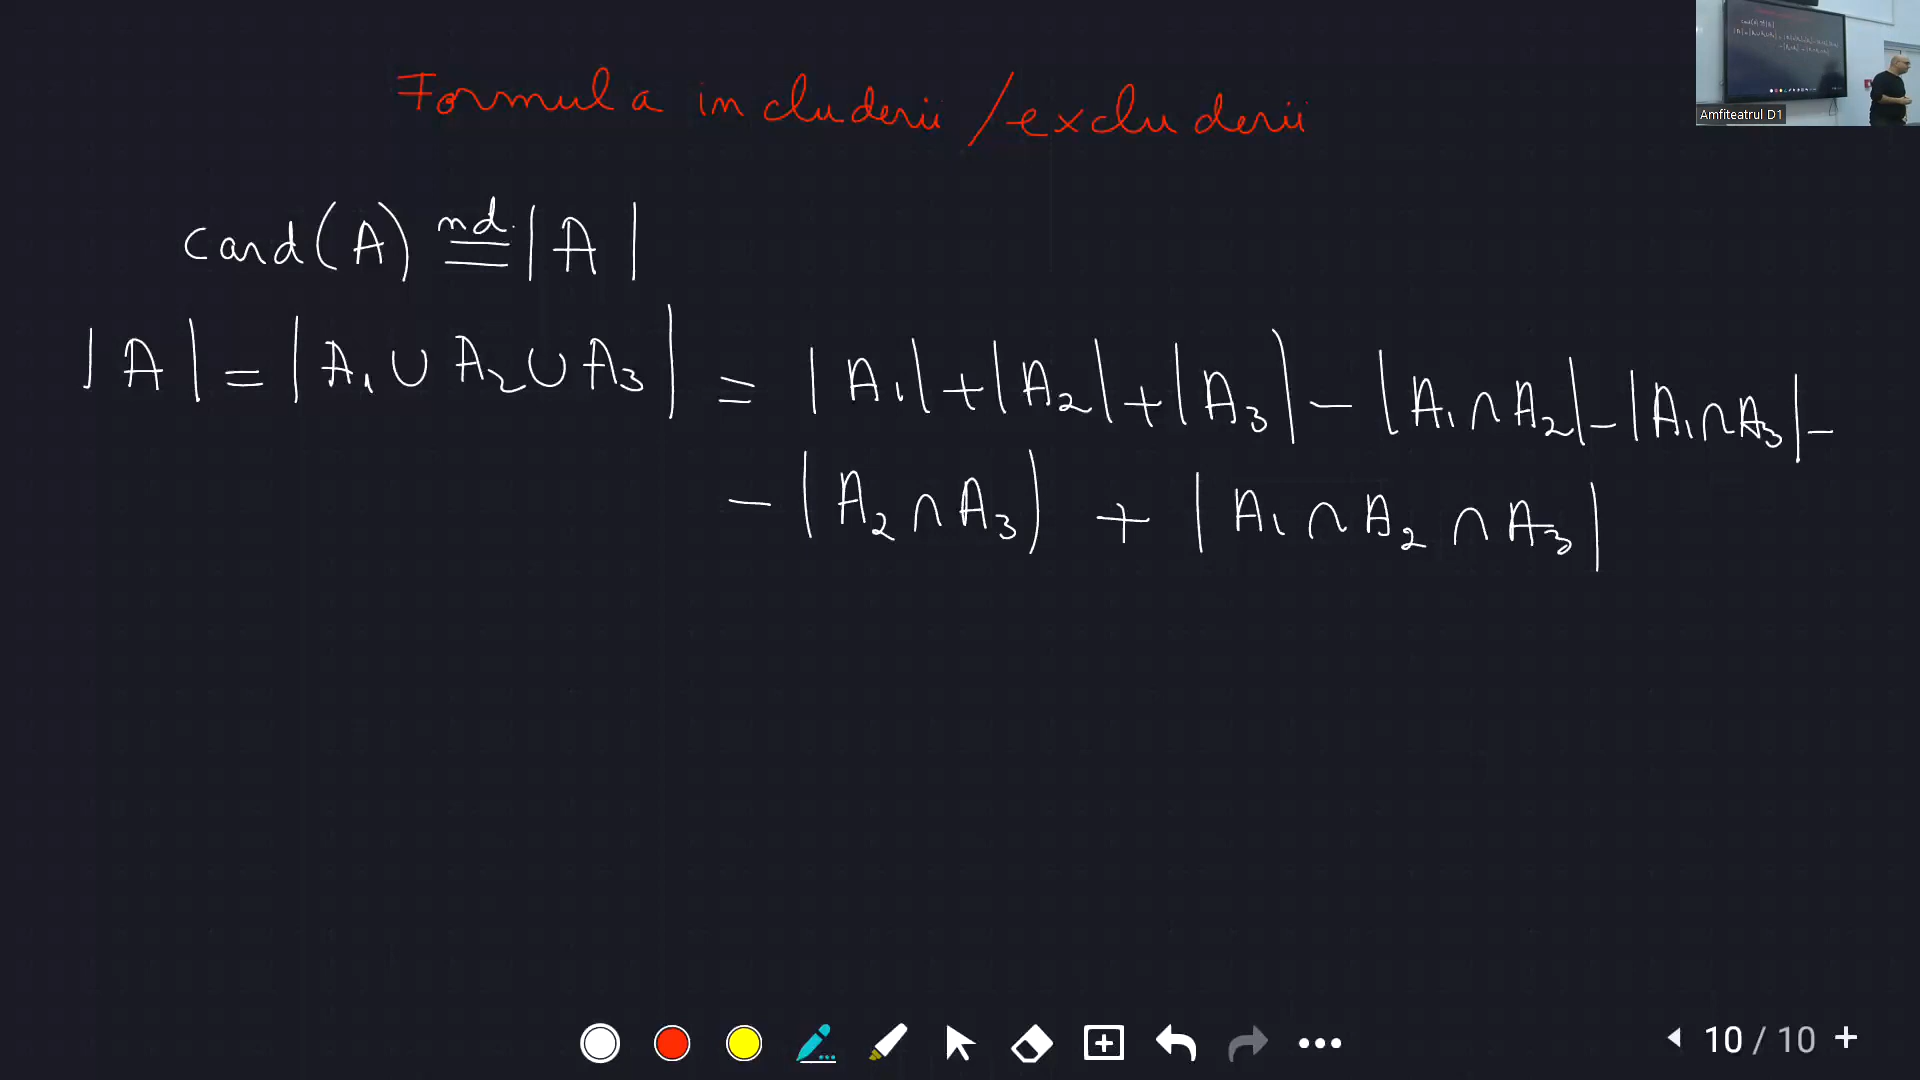 Formula includerii/excluderii
card(A) nd.= |A|
|A| = |A₁ ∪ A₂ ∪ A₃| = |A₁| + |A₂| + |A₃| − |A₁ ∩ A₂| − |A₁ ∩ A₃| −
− |A₂ ∩ A₃) + |A₁ ∩ A₂ ∩ A₃|
Amfiteatrul D1
10 / 10